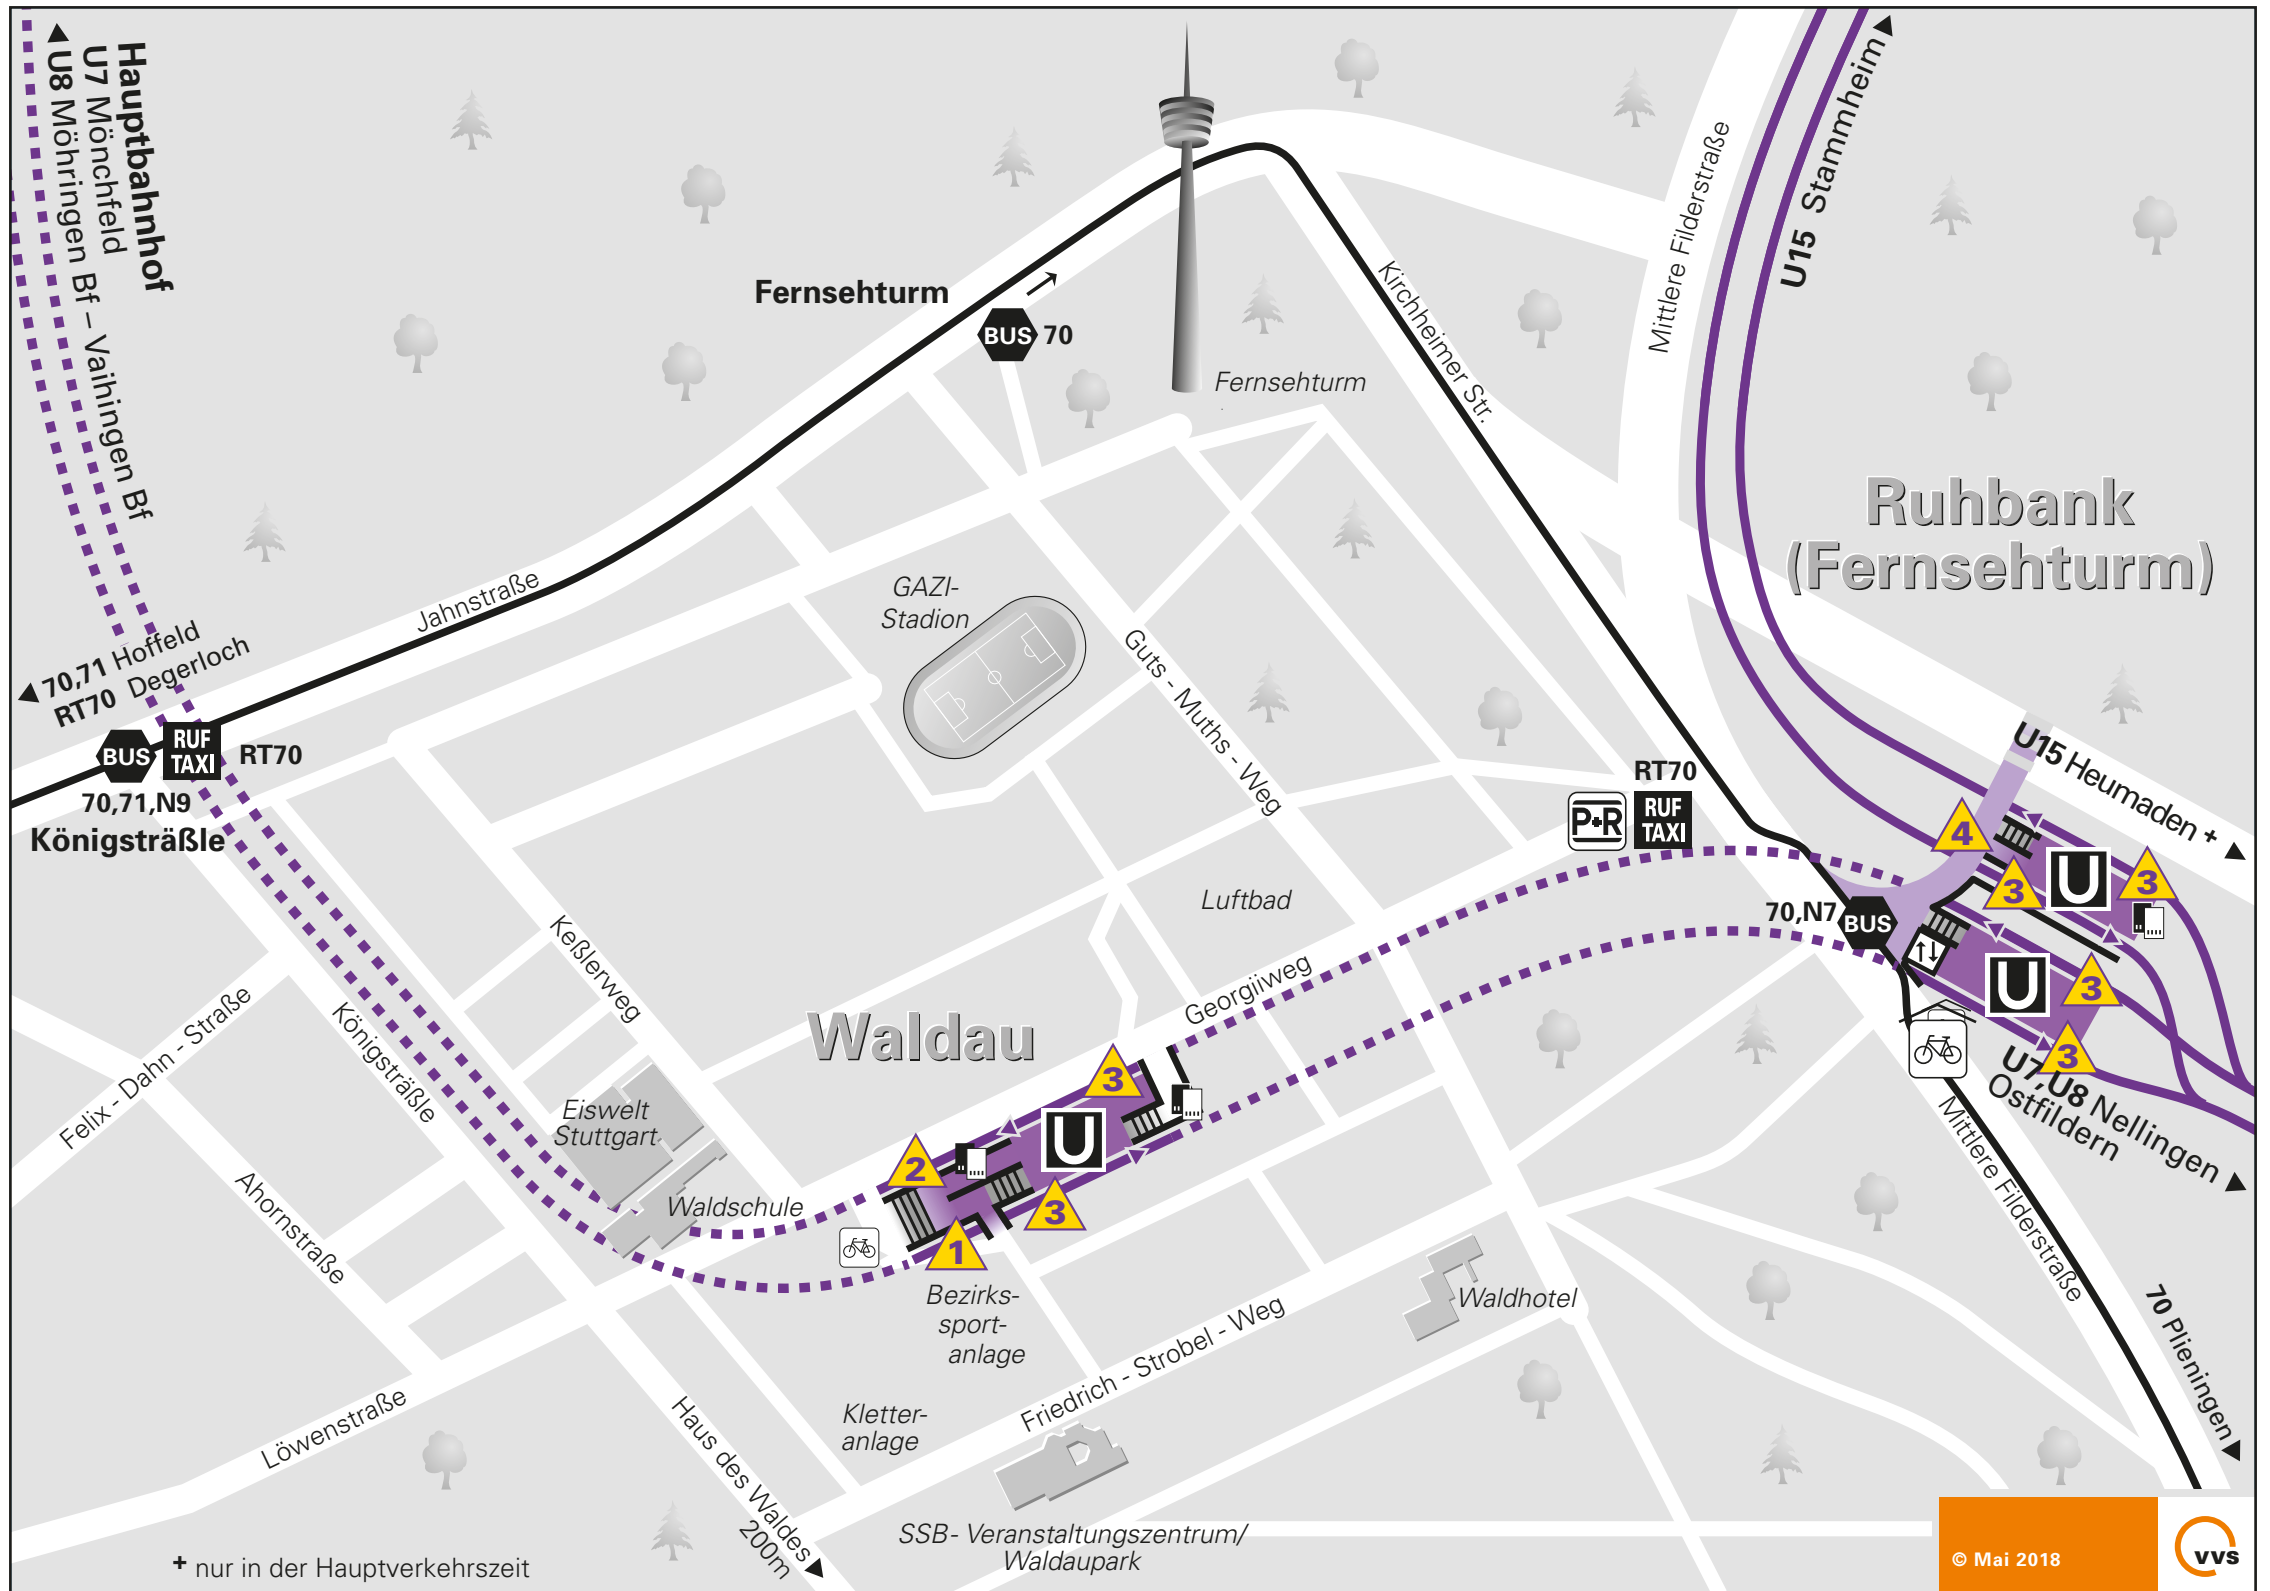 Hauptbahnhof
U7 Mönchfeld
U8 Möhringen Bf – Vaihingen Bf
U15 Stammheim
Mittlere Filderstraße
Fernsehturm
BUS 70
Fernsehturm
Kirchheimer Str.
Ruhbank
(Fernsehturm)
Jahnstraße
GAZI-
Stadion
Guts - Muths - Weg
70,71 Hoffeld
RT70 Degerloch
BUS
RUF
TAXI
RT70
70,71,N9
Königsträßle
RT70
P+R
RUF
TAXI
U15 Heumaden +
4
3
U
3
70,N7
BUS
U
3
3
U7,U8 Nellingen
Ostfildern
Luftbad
Keßlerweg
Georgiiweg
Waldau
Felix - Dahn - Straße
Königsträßle
Eiswelt
Stuttgart
Waldschule
3
U
2
3
1
Ahornstraße
Bezirks-
sport-
anlage
Waldhotel
Mittlere Filderstraße
70 Plieningen
Friedrich - Strobel - Weg
Kletter-
anlage
Löwenstraße
Haus des Waldes
200m
SSB- Veranstaltungszentrum/
Waldaupark
+ nur in der Hauptverkehrszeit
© Mai 2018
vvs